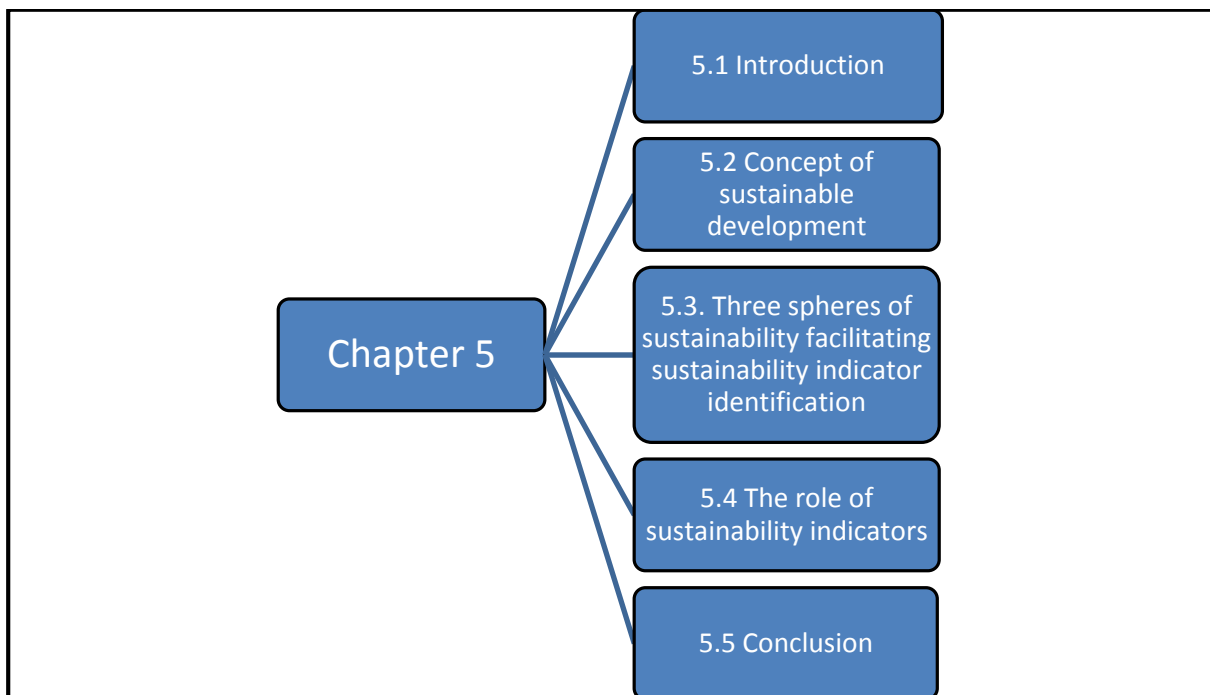 Chapter 5
5.1 Introduction
5.2 Concept of
sustainable
development
5.3. Three spheres of
sustainability facilitating
sustainability indicator
identification
5.4 The role of
sustainability indicators
5.5 Conclusion